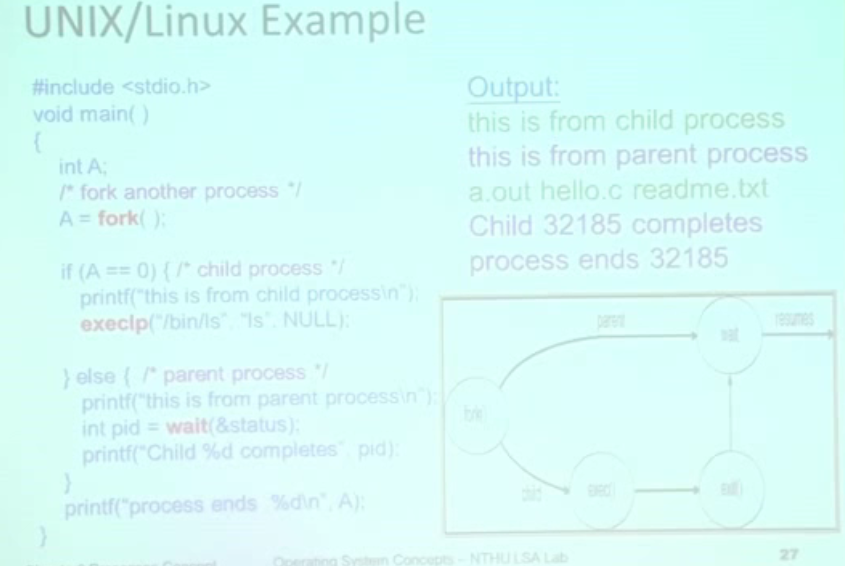 UNIX/Linux Example
#include <stdio.h>
void main( )
{
int A;
/* fork another process */
A = fork( );
if (A == 0) { /* child process */
printf("this is from child process\n");
execlp("/bin/ls", "ls", NULL);
} else { /* parent process */
printf("this is from parent process\n");
int pid = wait(&status);
printf("Child %d completes", pid);
}
printf("process ends %d\n", A);
}
Output:
this is from child process
this is from parent process
a.out hello.c readme.txt
Child 32185 completes
process ends 32185
parent
wait
resumes
fork()
child
exec()
exit()
Operating System Concepts – NTHU LSA Lab
27